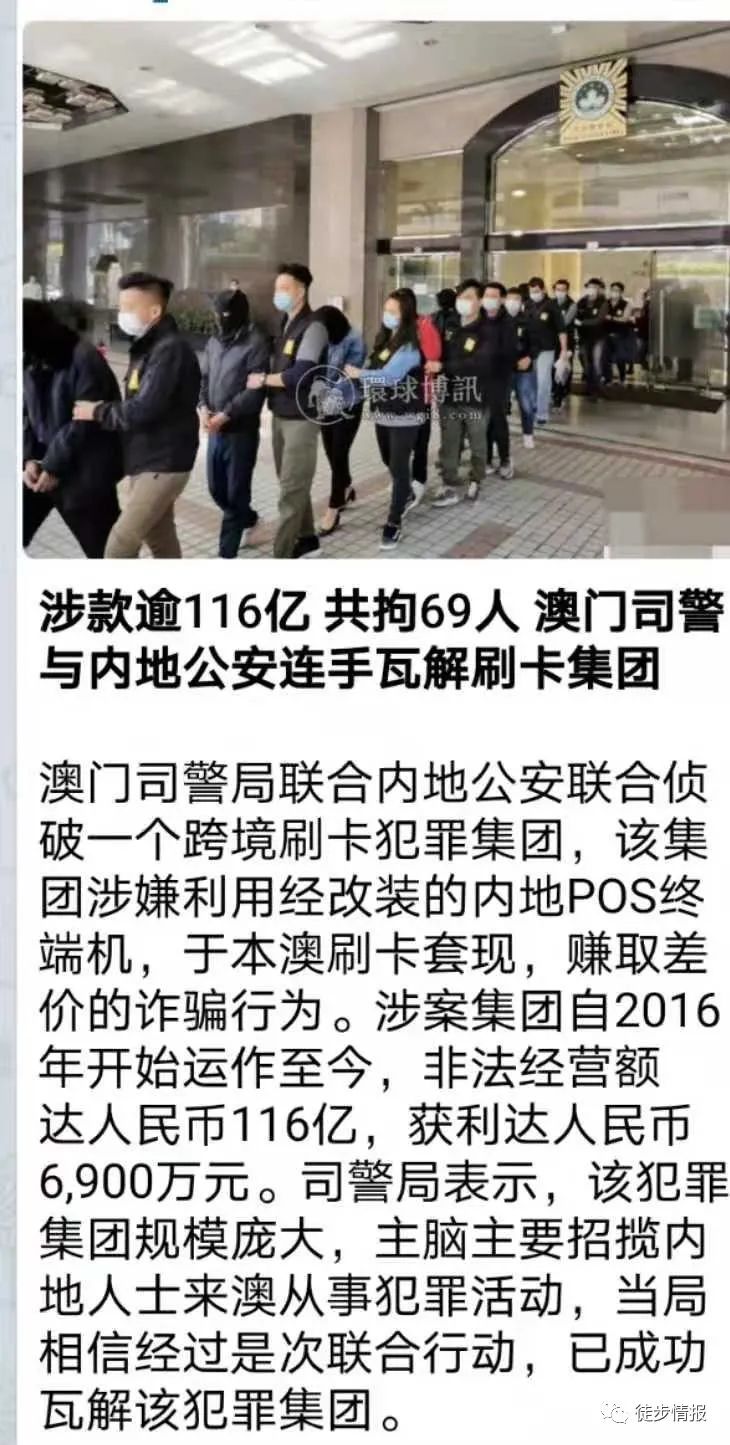 環球博訊
www.sgi8.com
涉款逾116亿 共拘69人 澳门司警
与内地公安连手瓦解刷卡集团
澳门司警局联合内地公安联合侦
破一个跨境刷卡犯罪集团，该集
团涉嫌利用经改装的内地POS终
端机，于本澳刷卡套现，赚取差
价的诈骗行为。涉案集团自2016
年开始运作至今，非法经营额
达人民币116亿，获利达人民币
6,900万元。司警局表示，该犯罪
集团规模庞大，主脑主要招揽内
地人士来澳从事犯罪活动，当局
相信经过是次联合行动，已成功
瓦解该犯罪集团。
徒步情报